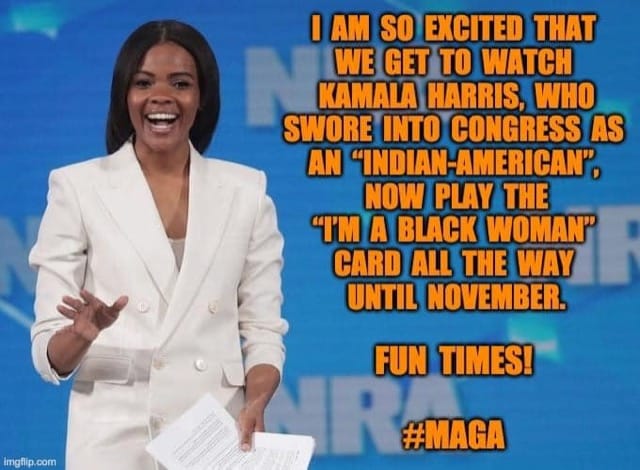 I AM SO EXCITED THAT
WE GET TO WATCH
KAMALA HARRIS, WHO
SWORE INTO CONGRESS AS
AN “INDIAN-AMERICAN”,
NOW PLAY THE
“I’M A BLACK WOMAN”
CARD ALL THE WAY
UNTIL NOVEMBER.
FUN TIMES!
#MAGA
NRA
imgflip.com